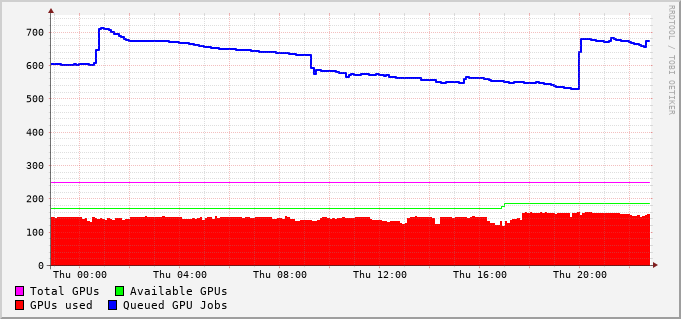 RRDTOOL / TOBI OETIKER
700
600
500
400
300
200
100
0
Thu 00:00 Thu 04:00 Thu 08:00 Thu 12:00 Thu 16:00 Thu 20:00
Total GPUs Available GPUs
GPUs used Queued GPU Jobs